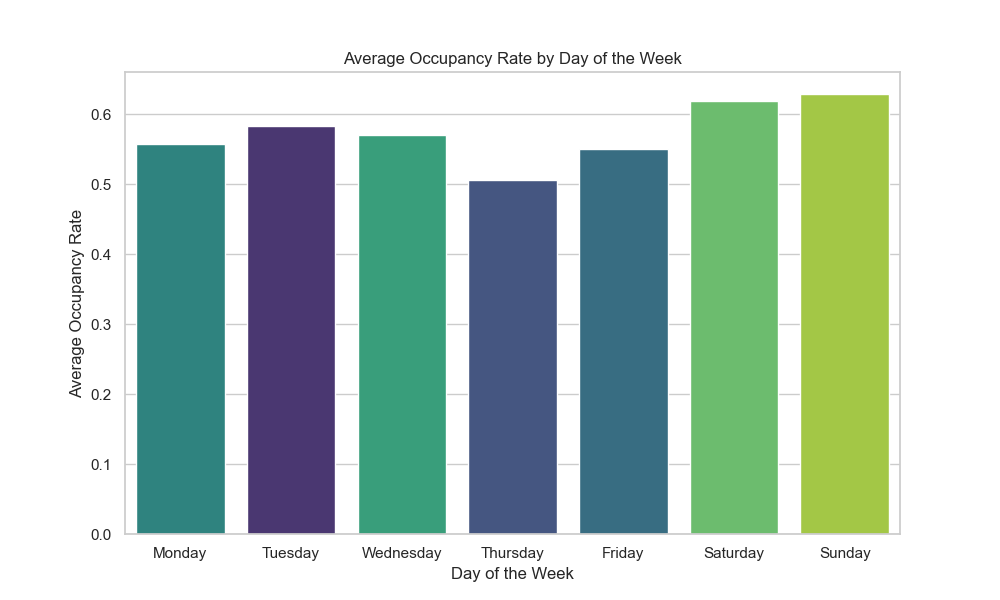 Average Occupancy Rate by Day of the Week
Average Occupancy Rate
0.6
0.5
0.4
0.3
0.2
0.1
0.0
Monday Tuesday Wednesday Thursday Friday Saturday Sunday
Day of the Week